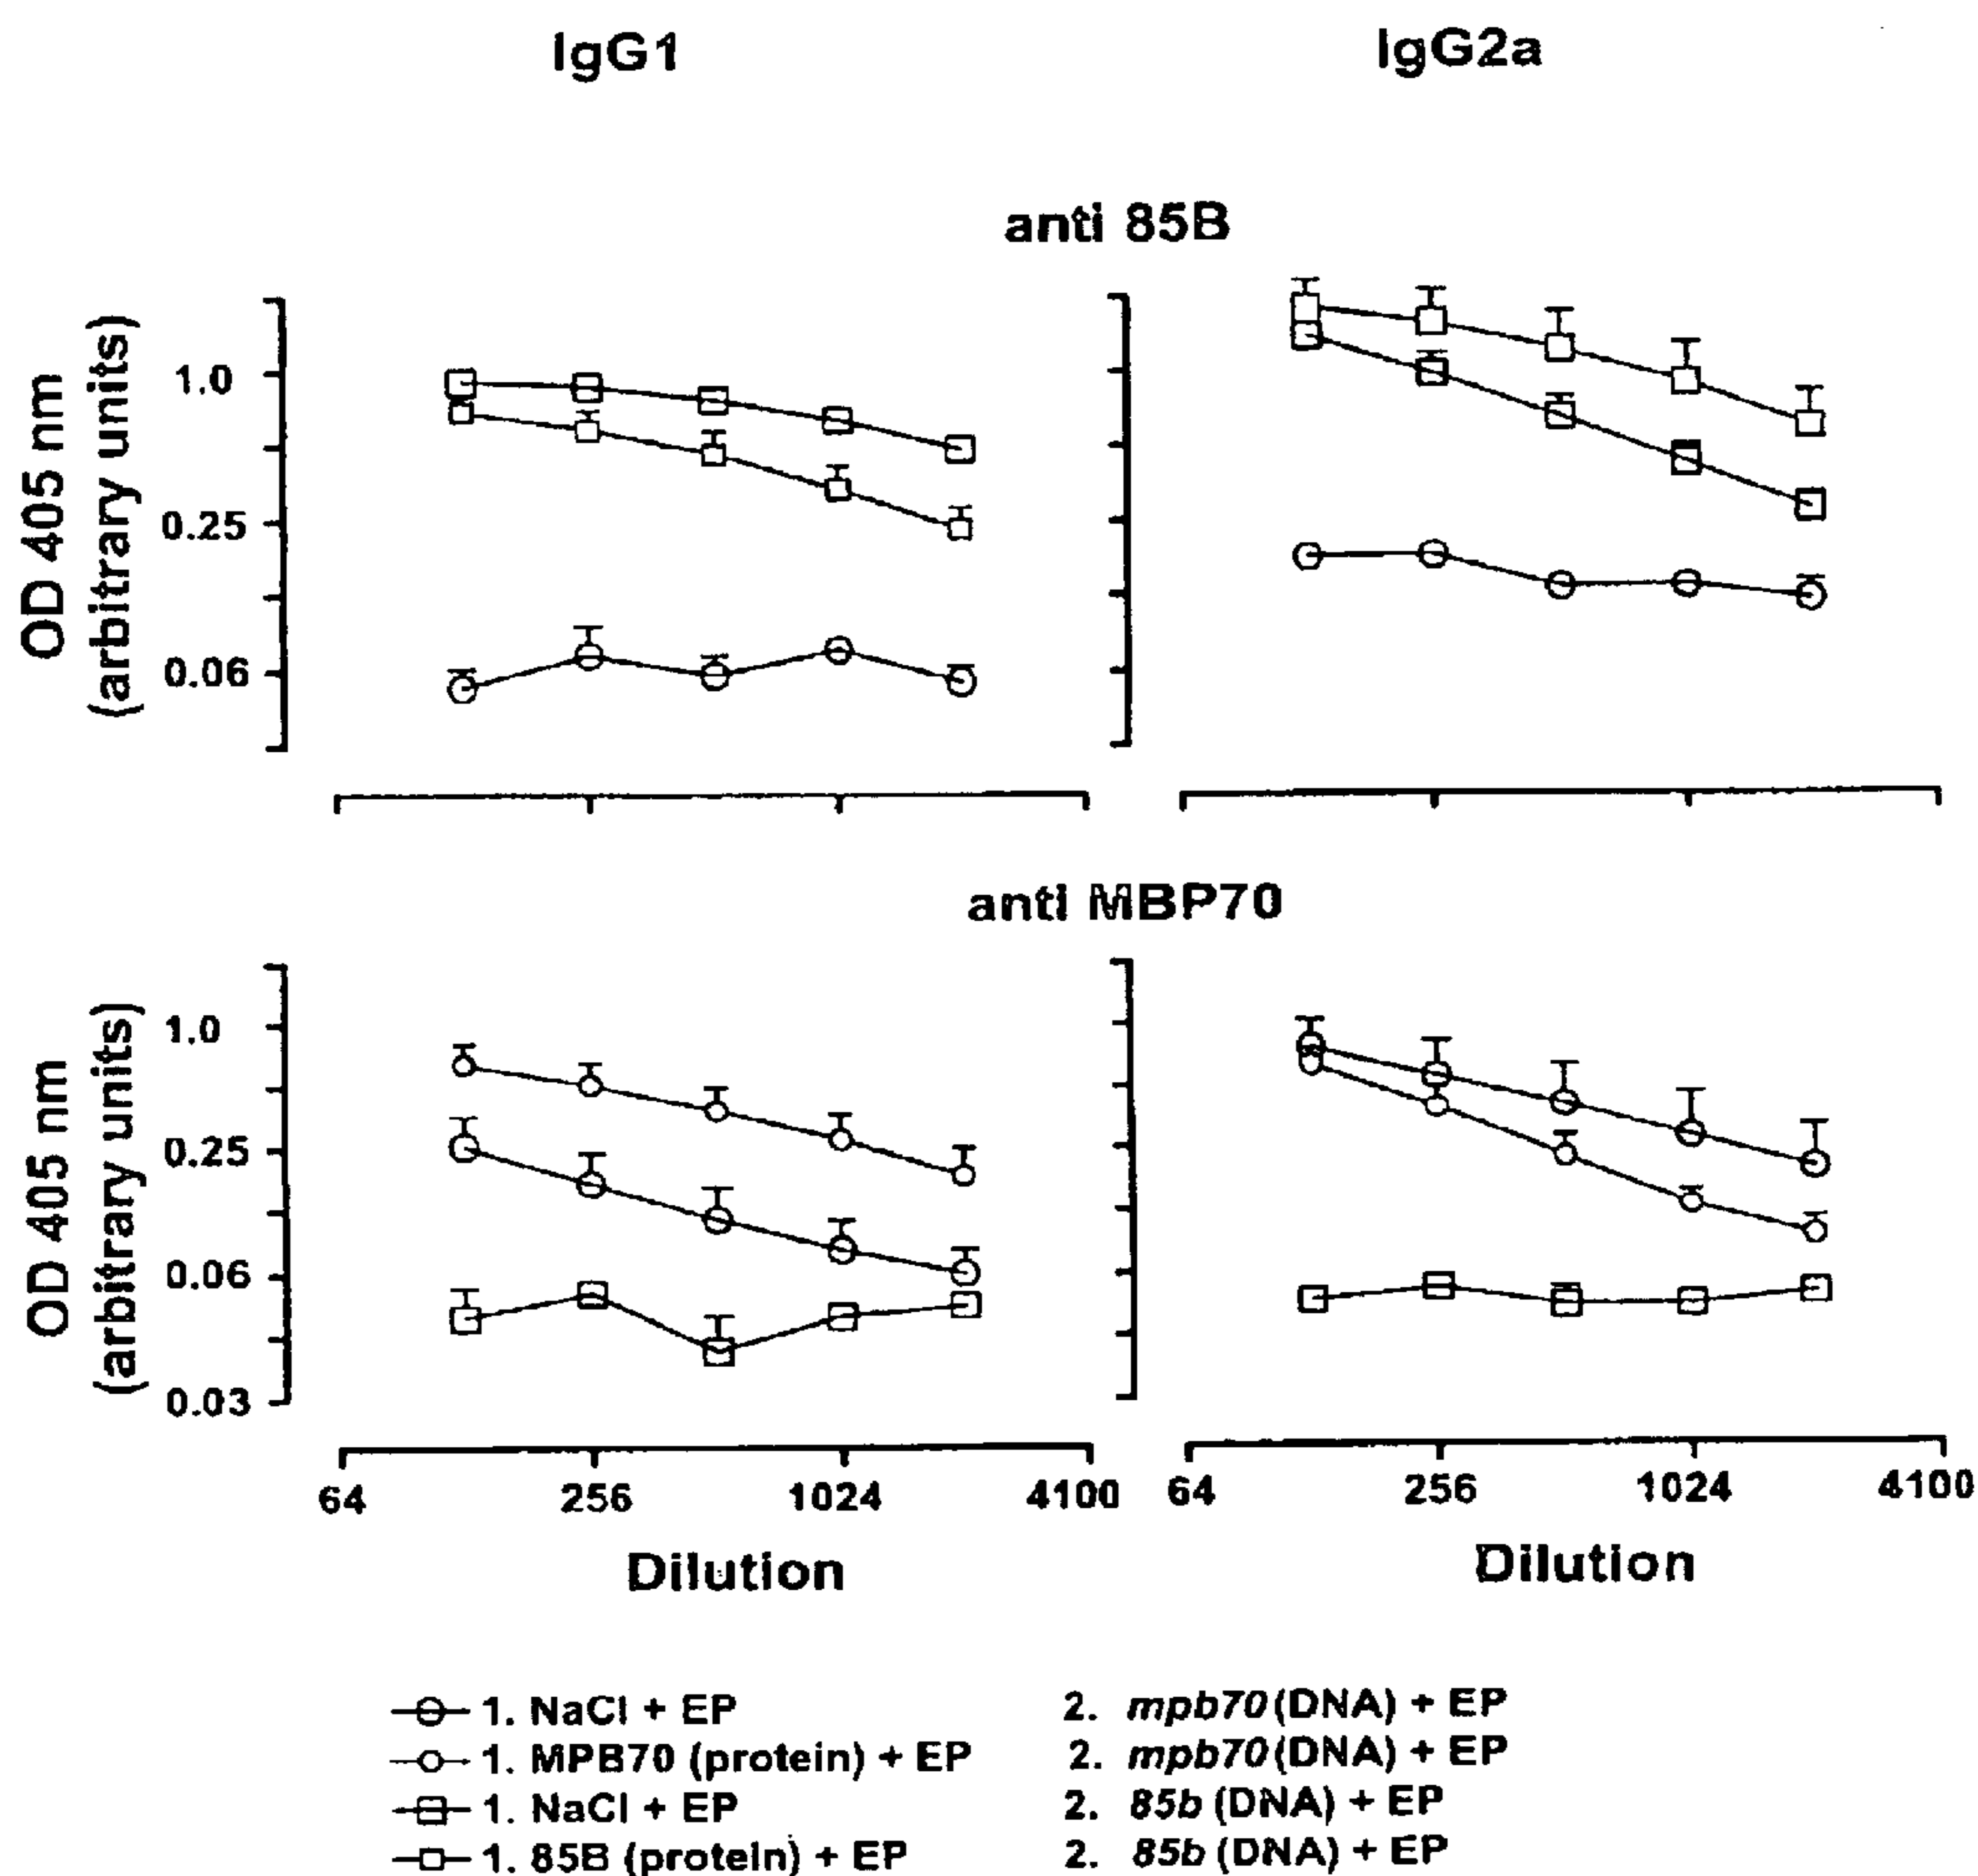 IgG1 IgG2a
anti 85B
OD 405 nm
(arbitrary units)
1.0
0.25
0.06
anti MBP70
OD 405 nm
(arbitrary units)
1.0
0.25
0.06
0.03
64 256 1024 4100 64 256 1024 4100
Dilution Dilution
1. NaCl + EP 2. mpb70 (DNA) + EP
1. MPB70 (protein) + EP 2. mpb70 (DNA) + EP
1. NaCl + EP 2. 85b (DNA) + EP
1. 85B (protein) + EP 2. 85b (DNA) + EP